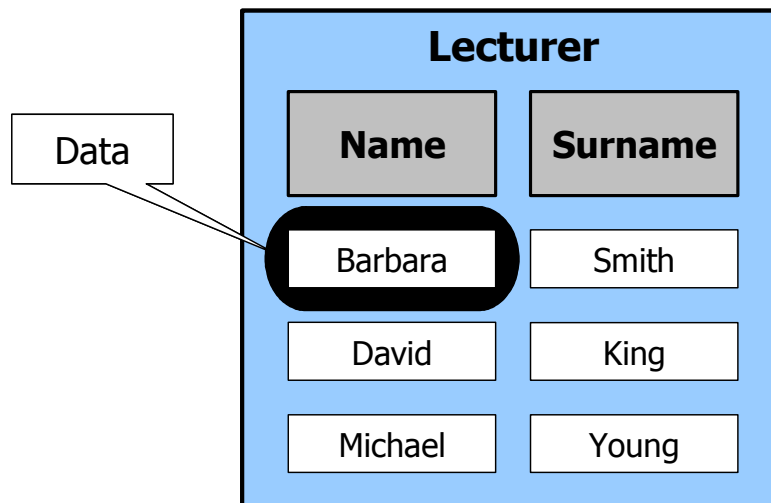 Lecturer
Data
Name Surname
Barbara Smith
David King
Michael Young